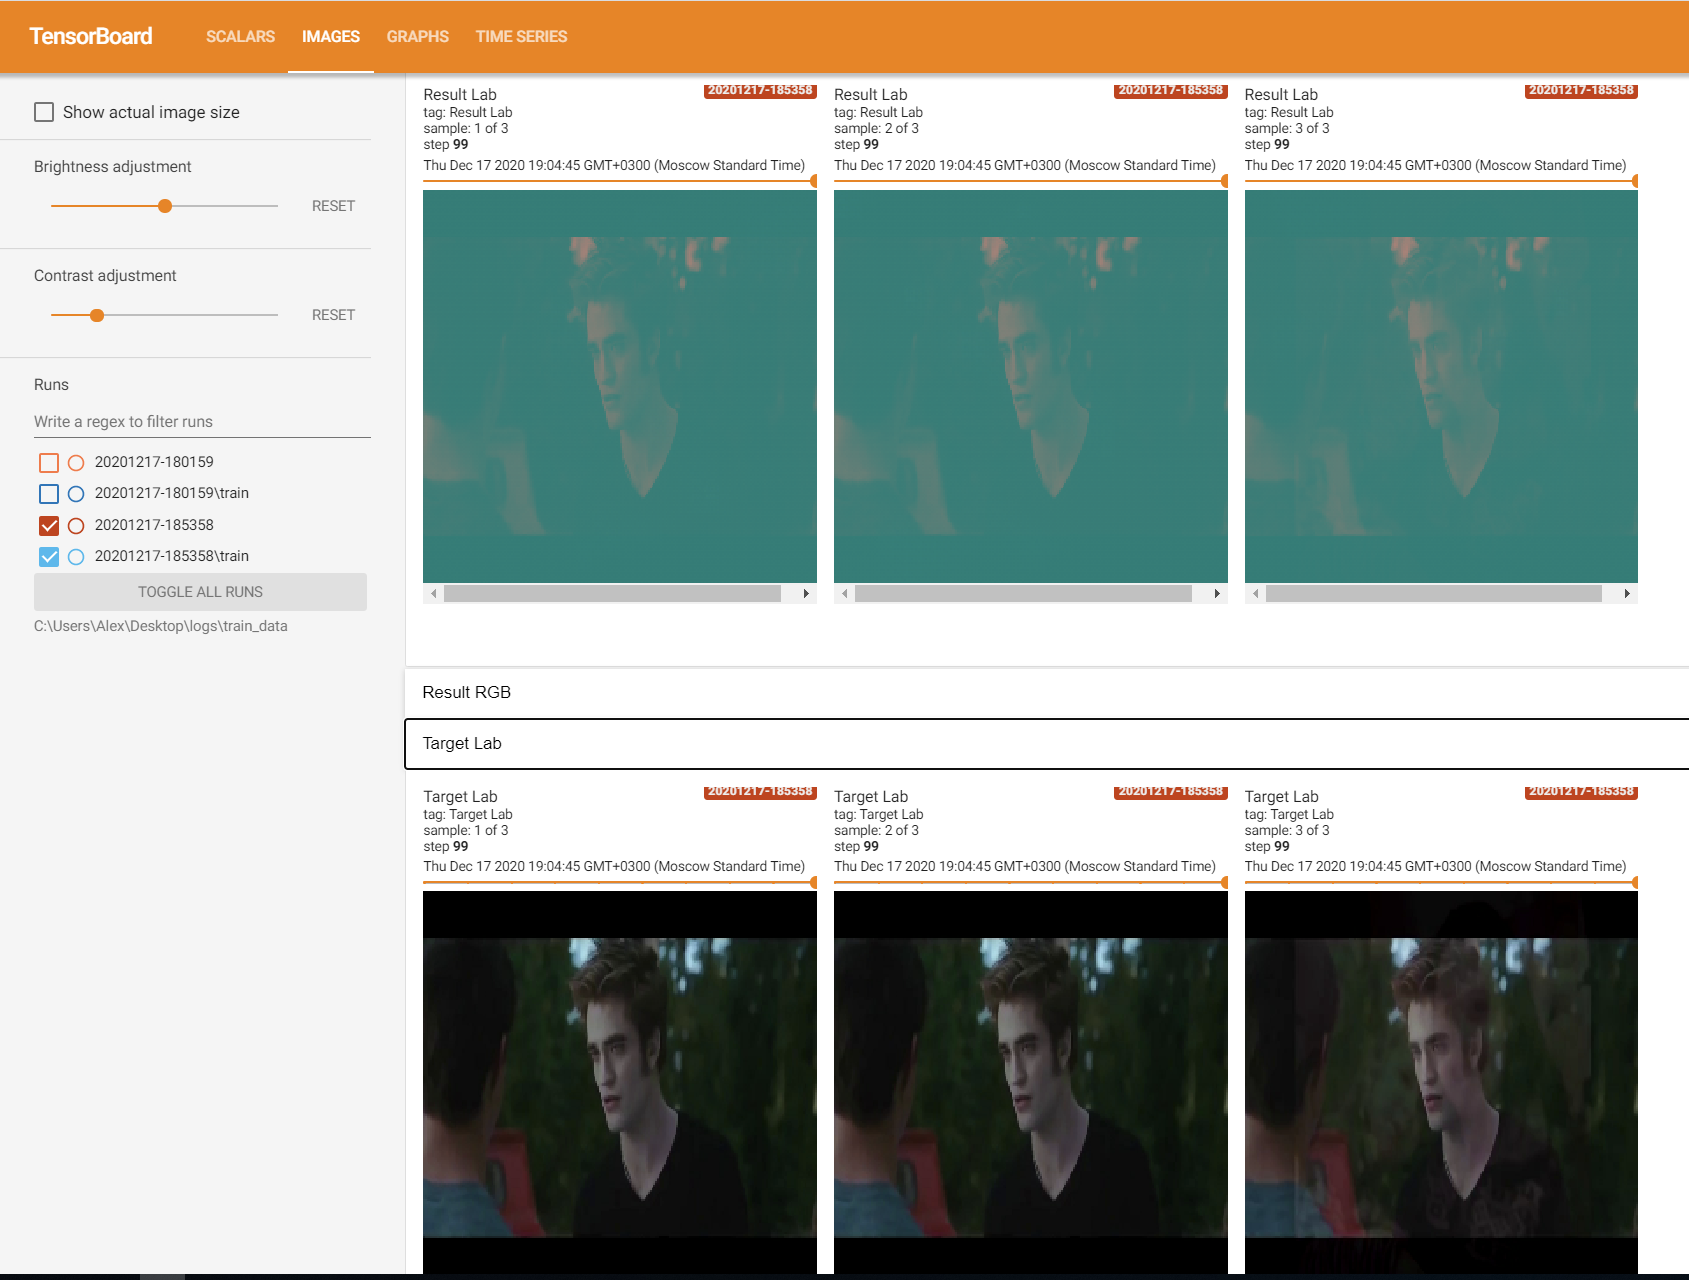 TensorBoard
SCALARS
IMAGES
GRAPHS
TIME SERIES
Show actual image size
Brightness adjustment
RESET
Contrast adjustment
RESET
Runs
Write a regex to filter runs
20201217-180159
20201217-180159\train
20201217-185358
20201217-185358\train
TOGGLE ALL RUNS
C:\Users\Alex\Desktop\logs\train_data
Result Lab
20201217-185358
tag: Result Lab
sample: 1 of 3
step 99
Thu Dec 17 2020 19:04:45 GMT+0300 (Moscow Standard Time)
Result Lab
20201217-185358
tag: Result Lab
sample: 2 of 3
step 99
Thu Dec 17 2020 19:04:45 GMT+0300 (Moscow Standard Time)
Result Lab
20201217-185358
tag: Result Lab
sample: 3 of 3
step 99
Thu Dec 17 2020 19:04:45 GMT+0300 (Moscow Standard Time)
Result RGB
Target Lab
Target Lab
20201217-185358
tag: Target Lab
sample: 1 of 3
step 99
Thu Dec 17 2020 19:04:45 GMT+0300 (Moscow Standard Time)
Target Lab
20201217-185358
tag: Target Lab
sample: 2 of 3
step 99
Thu Dec 17 2020 19:04:45 GMT+0300 (Moscow Standard Time)
Target Lab
20201217-185358
tag: Target Lab
sample: 3 of 3
step 99
Thu Dec 17 2020 19:04:45 GMT+0300 (Moscow Standard Time)